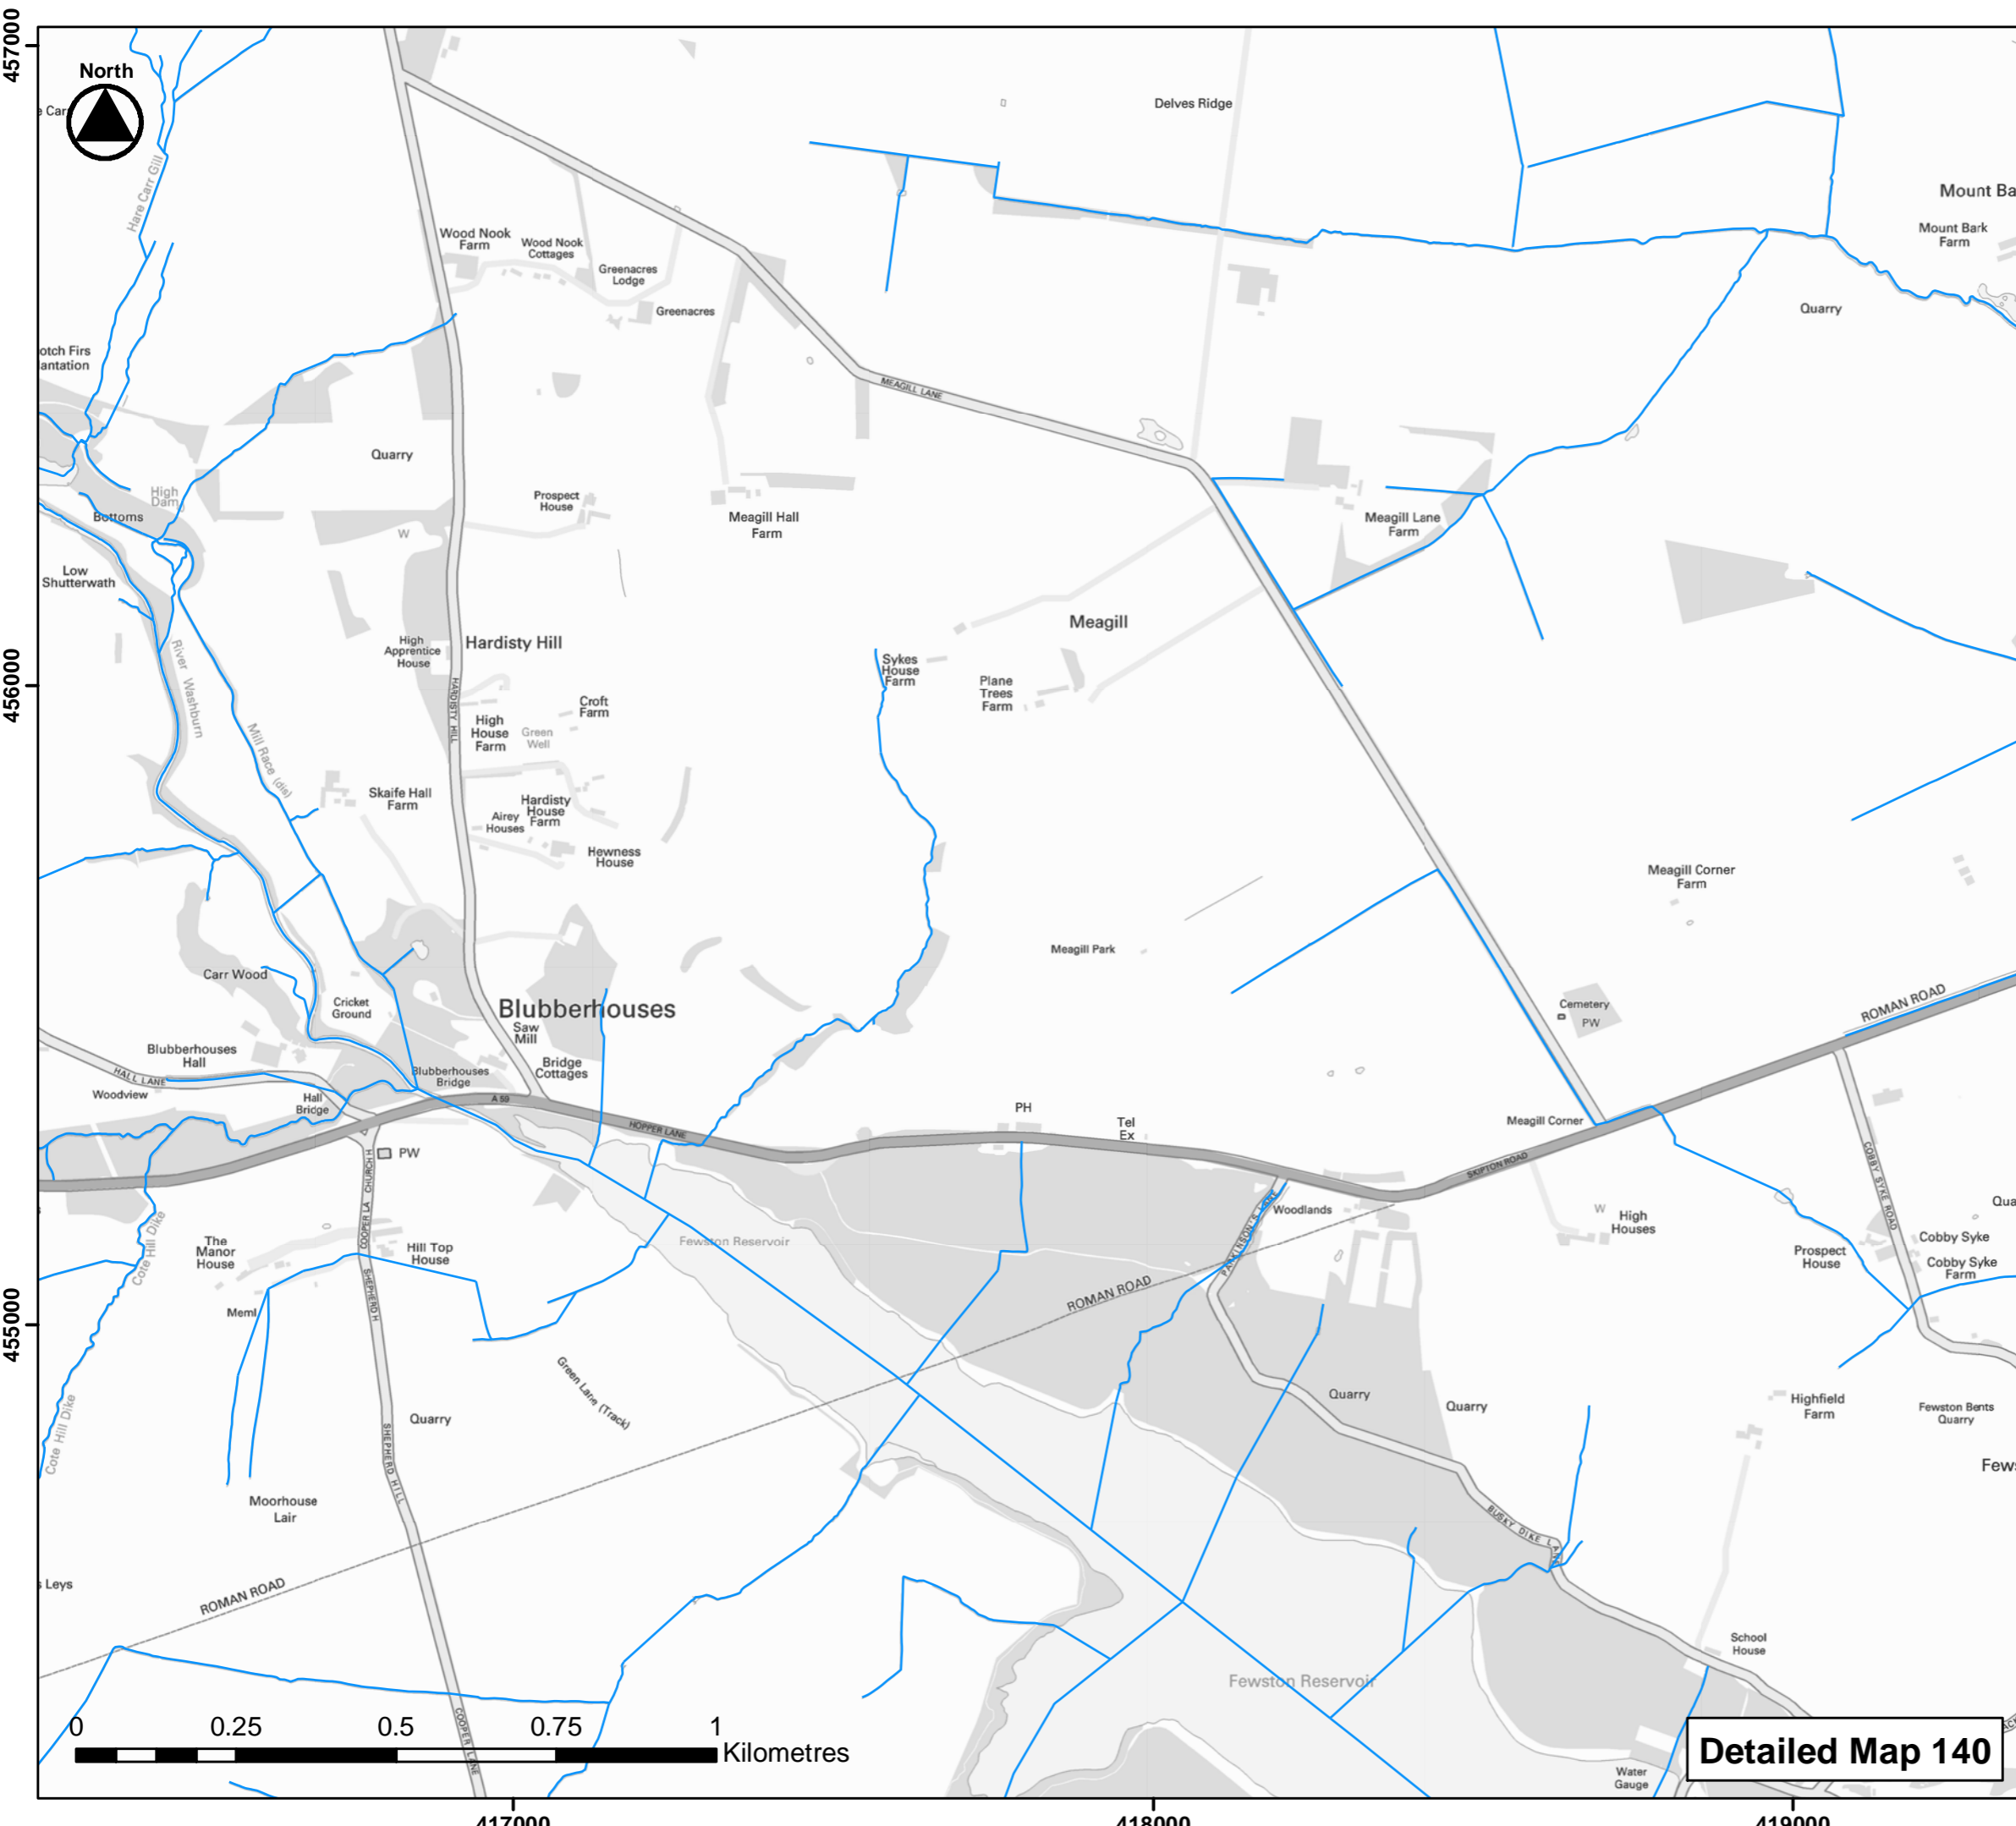 457000
North
Delves Ridge
Hare Carr Gill
Mount Ba
Mount Bark
Farm
Wood Nook
Farm
Wood Nook
Cottages
Greenacres
Lodge
Greenacres
Quarry
otch Firs
antation
MEAGILL LANE
Quarry
High
Dam
Bottoms
W
Prospect
House
Meagill Hall
Farm
Meagill Lane
Farm
Low
Shutterwath
Meagill
High
Apprentice
House
Hardisty Hill
River Washburn
Sykes
House
Farm
Plane
Trees
Farm
456000
HARDISTY HILL
Croft
Farm
High
House
Farm
Green
Well
Mill Race (dis)
Skaife Hall
Farm
Hardisty
House
Farm
Airey
Houses
Hewness
House
Meagill Corner
Farm
Meagill Park
Carr Wood
Cricket
Ground
Blubberhouses
Saw
Mill
Cemetery
PW
ROMAN ROAD
Blubberhouses
Hall
Bridge
Cottages
Blubberhouses
Bridge
HALL LANE
Woodview
Hall
Bridge
A 59
HOPPER LANE
PH
Tel
Ex
Meagill Corner
SKIPTON ROAD
PW
COOPER LA
CHURCH H
COBBY SYKE ROAD
Qua
Woodlands
PARKINSON'S LANE
W
High
Houses
The
Manor
House
Cote Hill Dike
Hill Top
House
Fewston Reservoir
Prospect
House
Cobby Syke
Cobby Syke
Farm
ROMAN ROAD
Meml
SHEPHERD H
455000
Green Lane (Track)
Quarry
Quarry
Quarry
Highfield
Farm
Fewston Bents
Quarry
Cote Hill Dike
SHEPHERD HILL
Few
Moorhouse
Lair
BUSKY DIKE LANE
s Leys
ROMAN ROAD
School
House
Fewston Reservoir
COOPER LANE
0 0.25 0.5 0.75 1
Kilometres
Detailed Map 140
Water
Gauge
417000 418000 419000